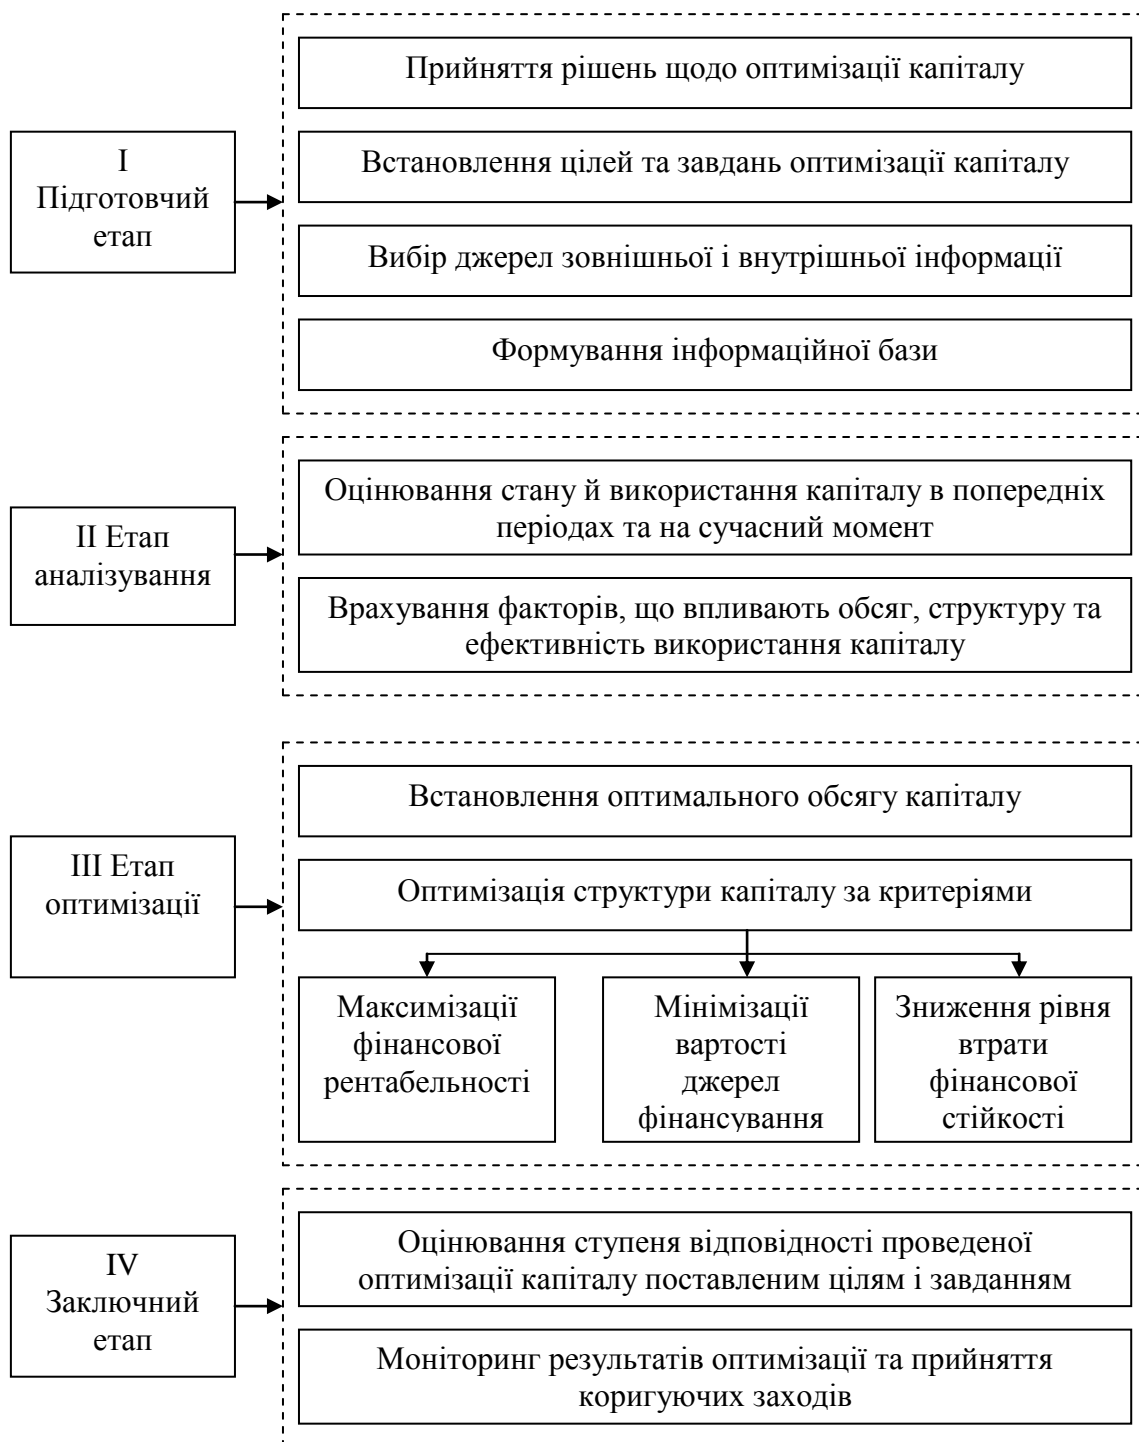 Прийняття рішень щодо оптимізації капіталу
І
Підготовчий
етап
Встановлення цілей та завдань оптимізації капіталу
Вибір джерел зовнішньої і внутрішньої інформації
Формування інформаційної бази
ІІ Етап
аналізування
Оцінювання стану й використання капіталу в попередніх
періодах та на сучасний момент
Врахування факторів, що впливають обсяг, структуру та
ефективність використання капіталу
ІІІ Етап
оптимізації
Встановлення оптимального обсягу капіталу
Оптимізація структури капіталу за критеріями
Максимізації
фінансової
рентабельності
Мінімізації
вартості
джерел
фінансування
Зниження рівня
втрати
фінансової
стійкості
IV
Заключний
етап
Оцінювання ступеня відповідності проведеної
оптимізації капіталу поставленим цілям і завданням
Моніторинг результатів оптимізації та прийняття
коригуючих заходів